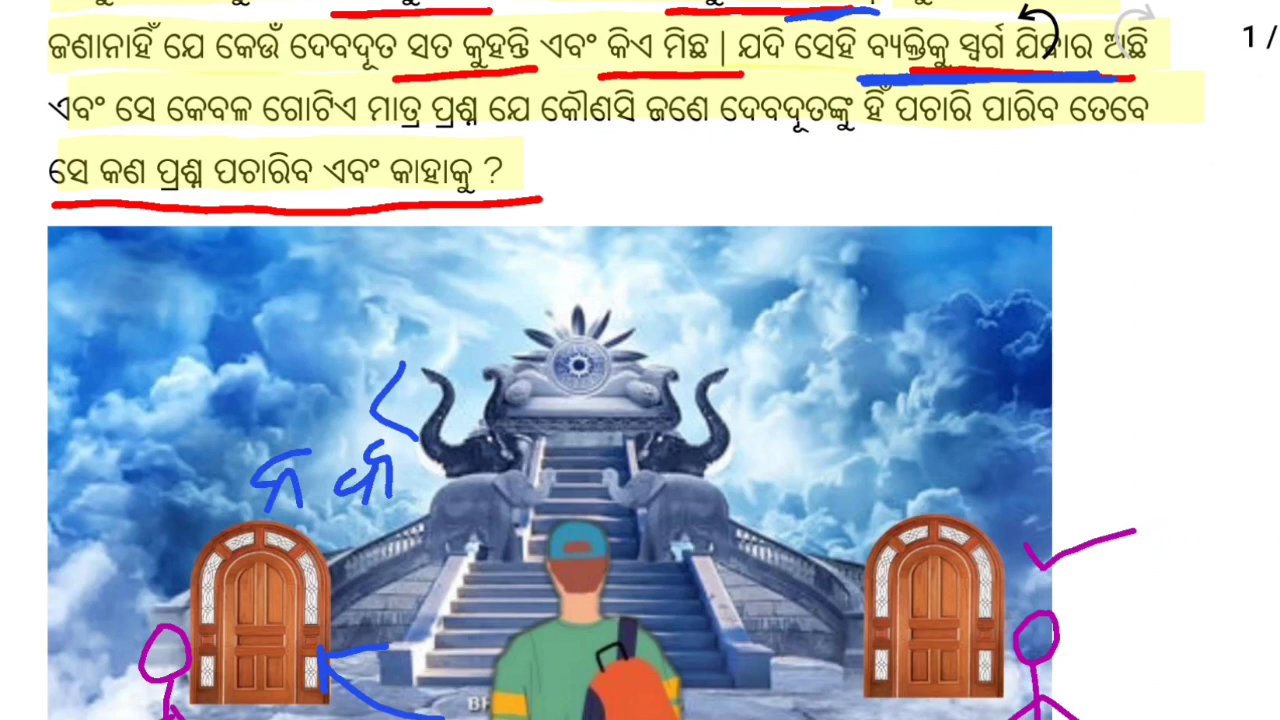 ଜଣାନାହିଁ ଯେ କେଉଁ ଦେବଦୂତ ସତ କୁହନ୍ତି ଏବଂ କିଏ ମିଛ | ଯଦି ସେହି ବ୍ୟକ୍ତିକୁ ସ୍ୱର୍ଗ ଯିବାର ଅଛି
ଏବଂ ସେ କେବଳ ଗୋଟିଏ ମାତ୍ର ପ୍ରଶ୍ନ ଯେ କୌଣସି ଜଣେ ଦେବଦୂତଙ୍କୁ ହିଁ ପଚାରି ପାରିବ ତେବେ
ସେ କଣ ପ୍ରଶ୍ନ ପଚାରିବ ଏବଂ କାହାକୁ ?
1 /